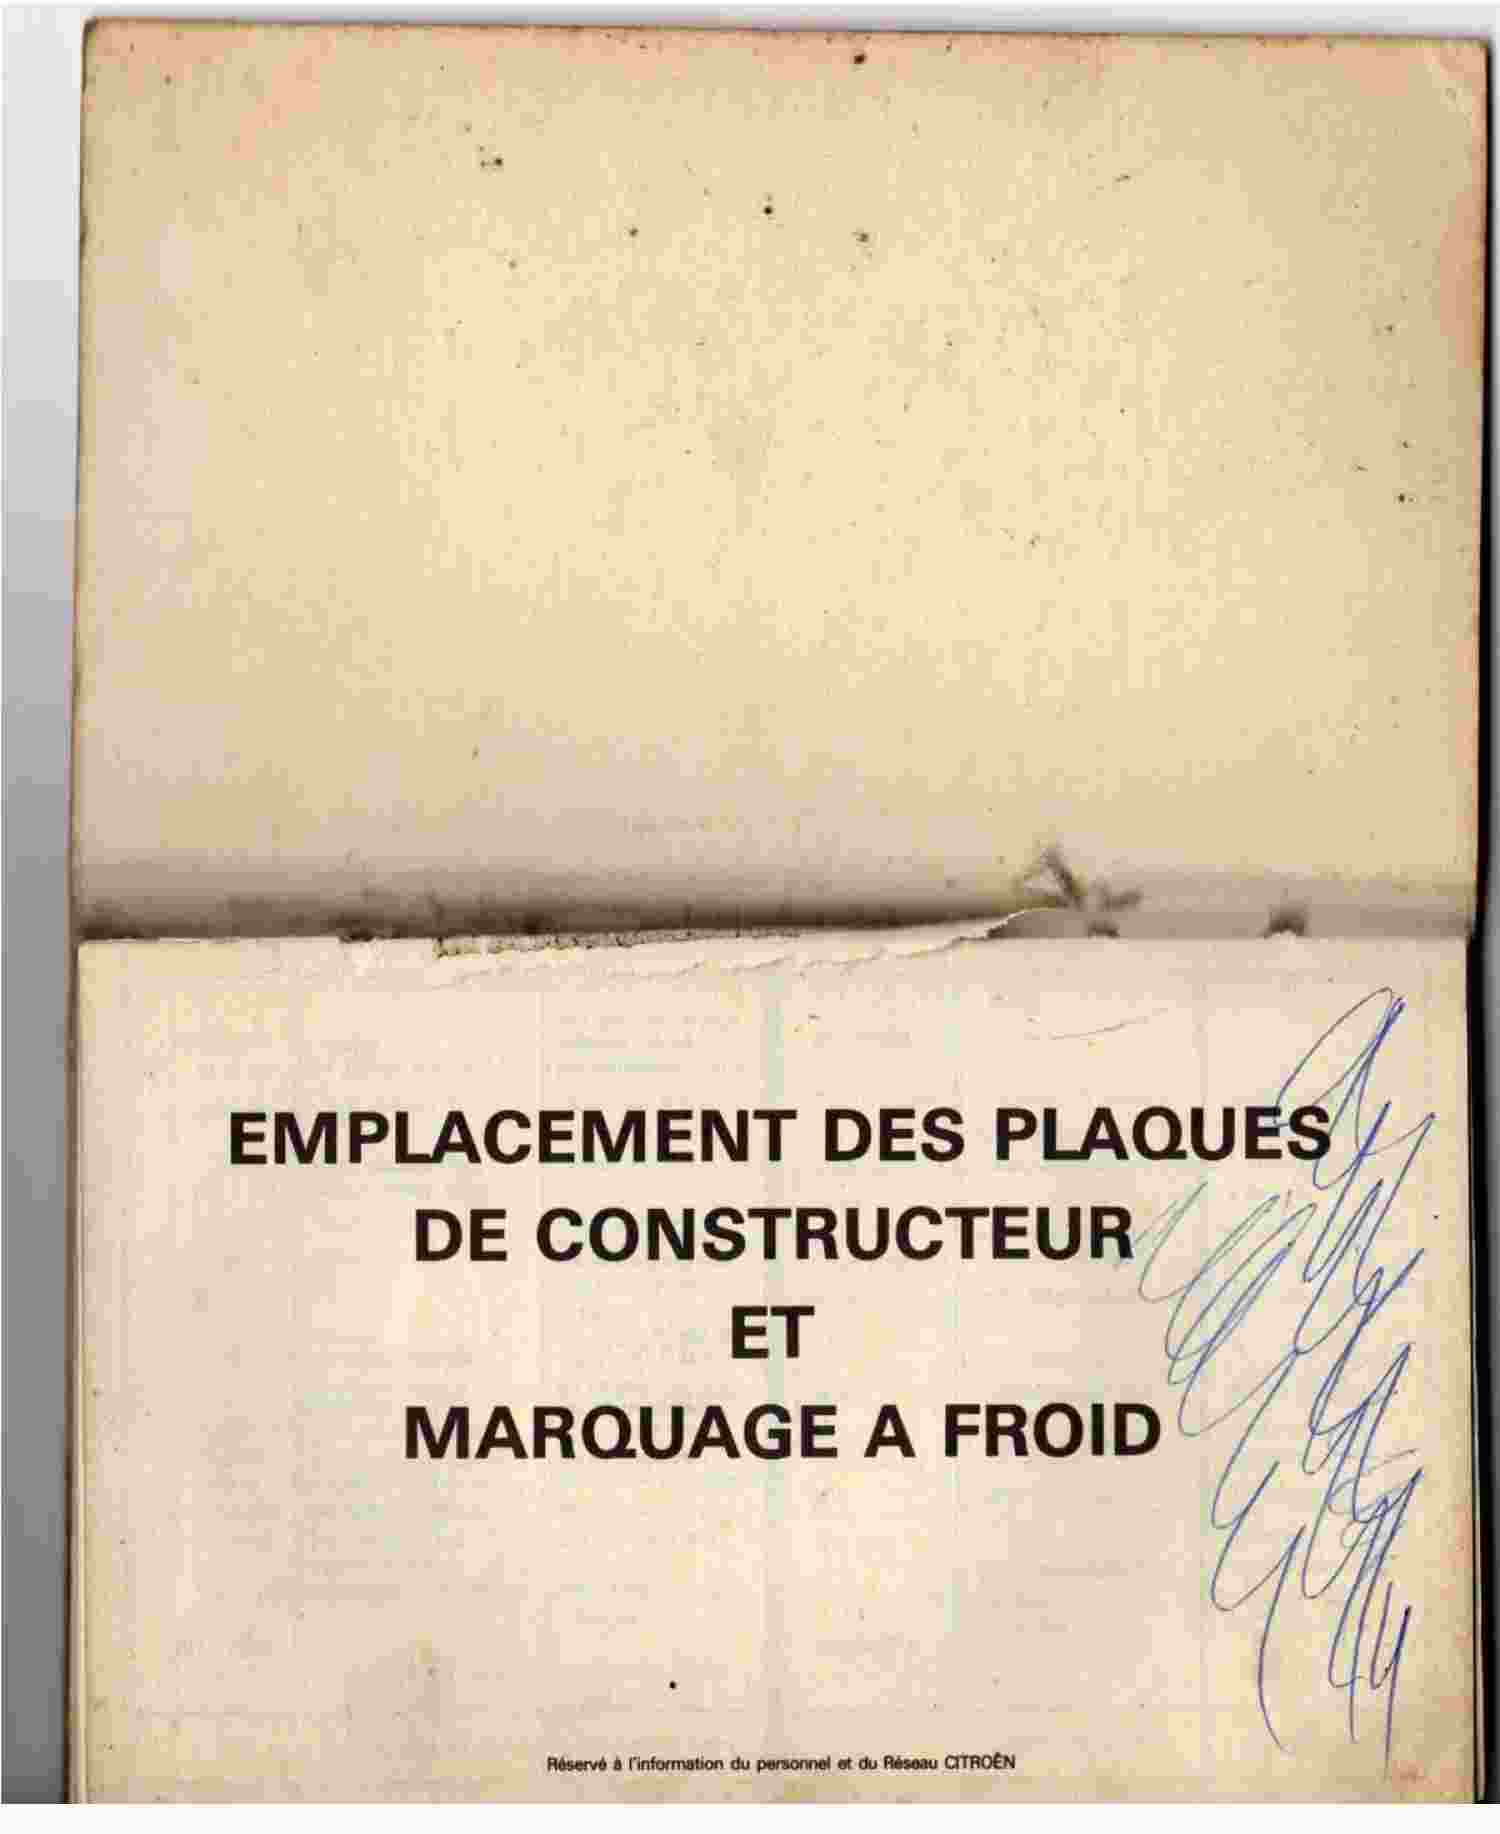 EMPLACEMENT DES PLAQUES
DE CONSTRUCTEUR
ET
MARQUAGE A FROID
Réservé à l'information du personnel et du Réseau CITROËN